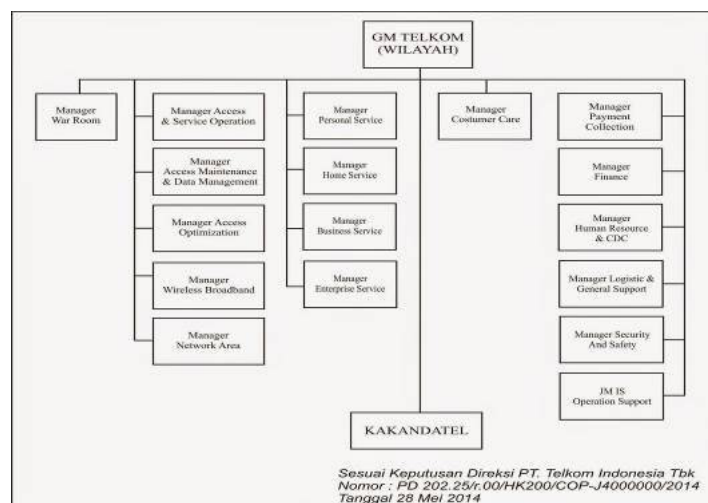 GM TELKOM
(WILAYAH)
Manager
War Room
Manager Access
& Service Operation
Manager
Access Maintenance
& Data Management
Manager Access
Optimization
Manager
Wireless Broadband
Manager
Network Area
Manager
Personal Service
Manager
Home Service
Manager
Business Service
Manager
Enterprise Service
Manager
Costumer Care
Manager
Payment
Collection
Manager
Finance
Manager
Human Resource
& CDC
Manager Logistic &
General Support
Manager Security
And Safety
JM IS
Operation Support
KAKANDATEL
Sesuai Keputusan Direksi PT. Telkom Indonesia Tbk
Nomor : PD 202.25/r.00/HK200/COP-J4000000/2014
Tanggal 28 Mei 2014